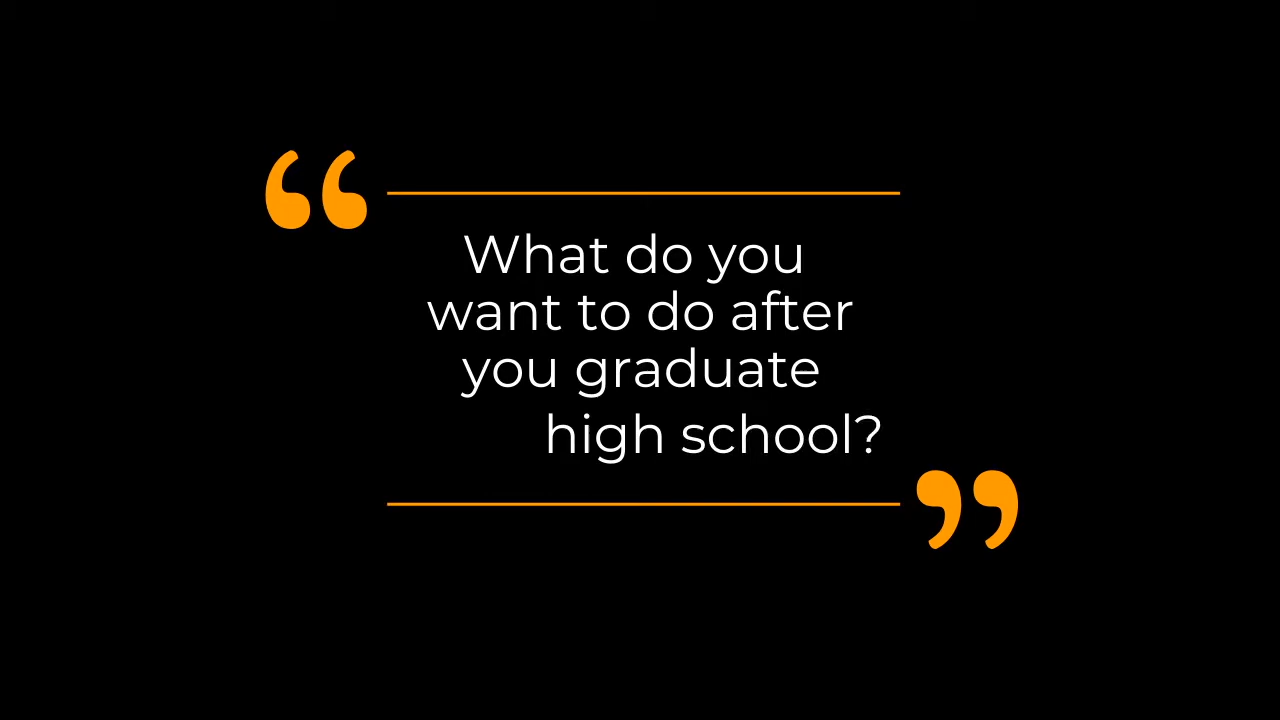 What do you
want to do after
you graduate
high school?